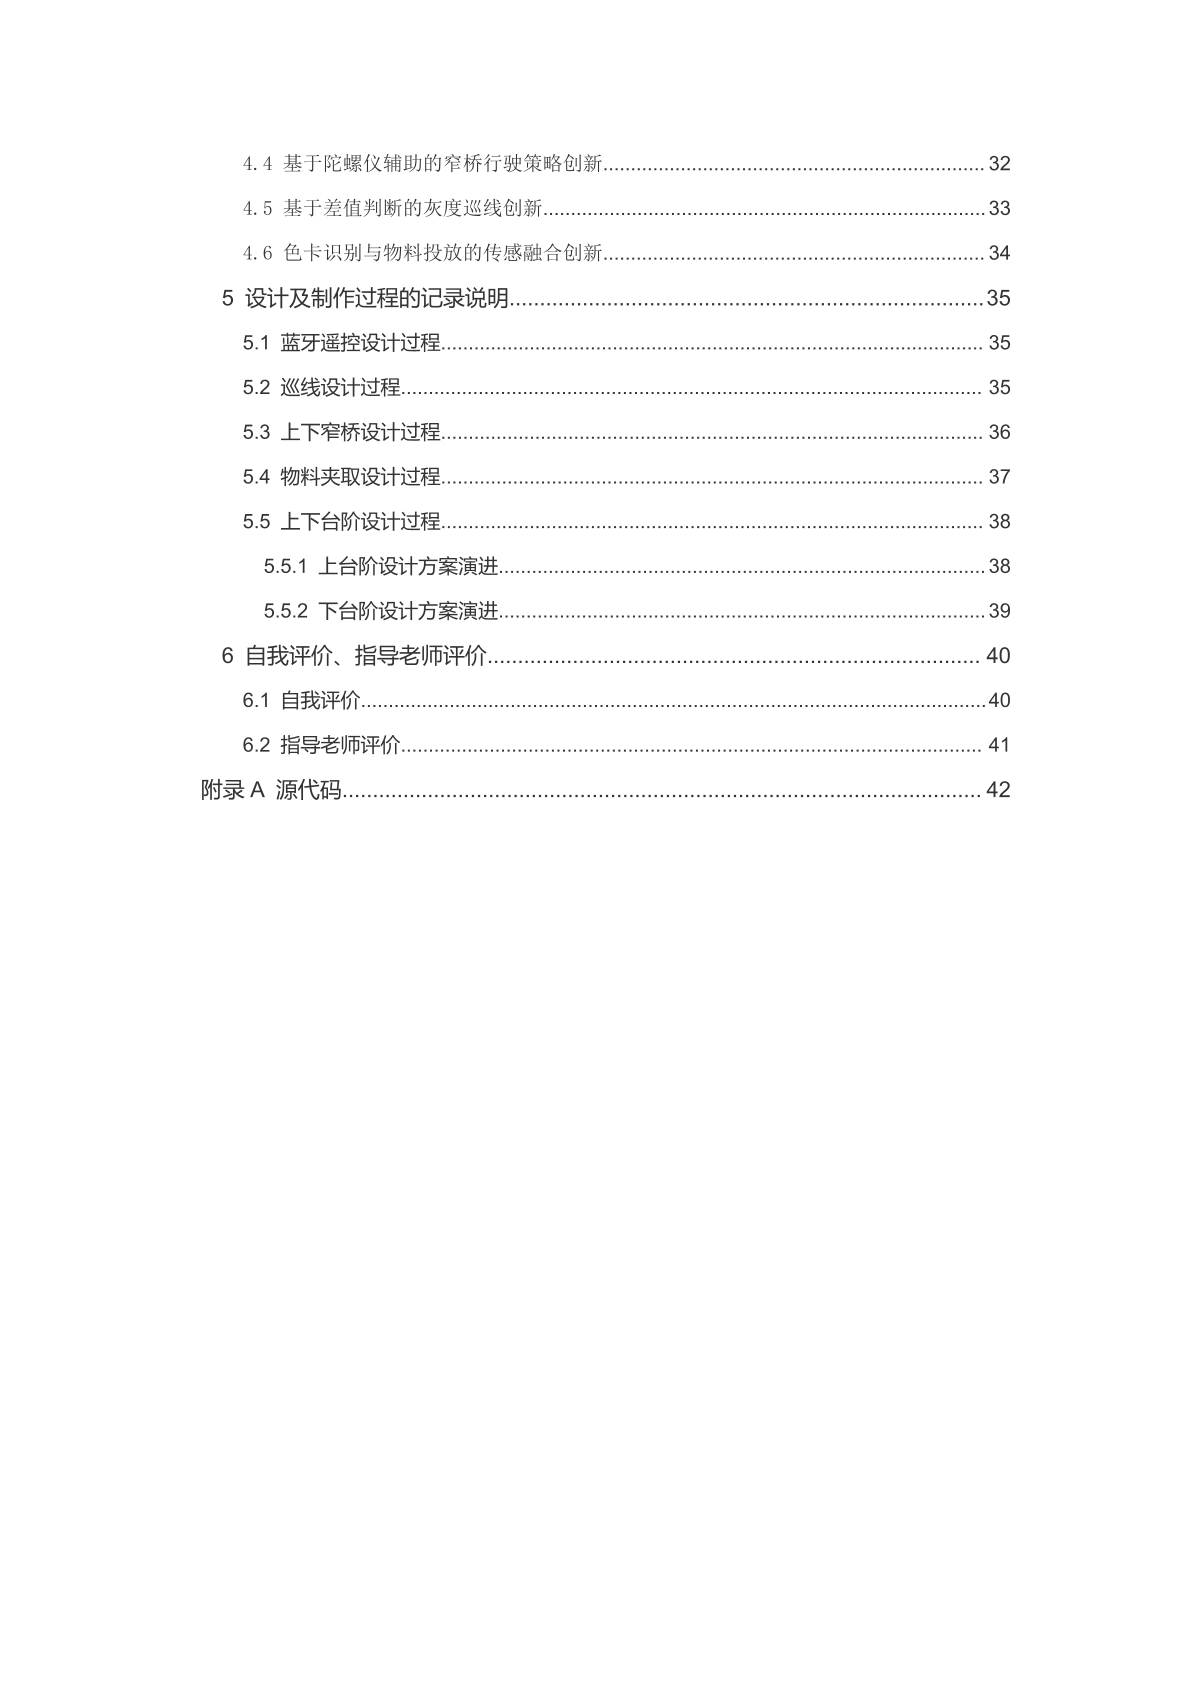 4.4 基于陀螺仪辅助的窄桥行驶策略创新 32
4.5 基于差值判断的灰度巡线创新 33
4.6 色卡识别与物料投放的传感融合创新 34
5 设计及制作过程的记录说明 35
5.1 蓝牙遥控设计过程 35
5.2 巡线设计过程 35
5.3 上下窄桥设计过程 36
5.4 物料夹取设计过程 37
5.5 上下台阶设计过程 38
5.5.1 上台阶设计方案演进 38
5.5.2 下台阶设计方案演进 39
6 自我评价、指导老师评价 40
6.1 自我评价 40
6.2 指导老师评价 41
附录 A 源代码 42